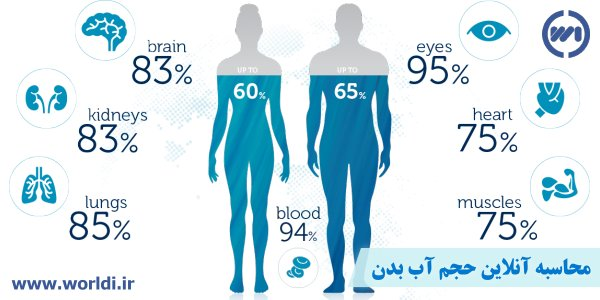 brain
83%
kidneys
83%
lungs
85%
UP TO
60%
UP TO
65%
blood
94%
eyes
95%
heart
75%
muscles
75%
محاسبه آنلاین حجم آب بدن
www.worldi.ir